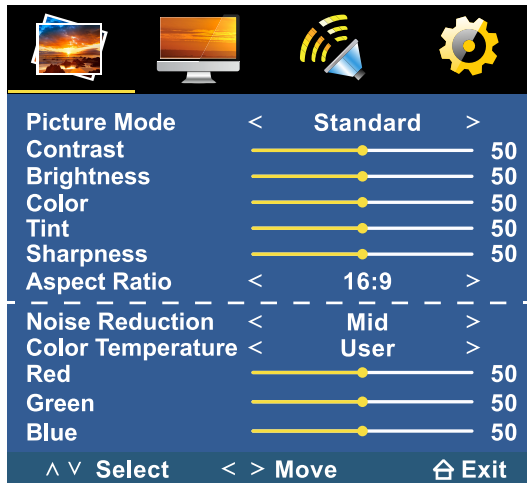 Picture Mode < Standard >
Contrast 50
Brightness 50
Color 50
Tint 50
Sharpness 50
Aspect Ratio < 16:9 >
Noise Reduction < Mid >
Color Temperature < User >
Red 50
Green 50
Blue 50
∧ ∨ Select < > Move Exit